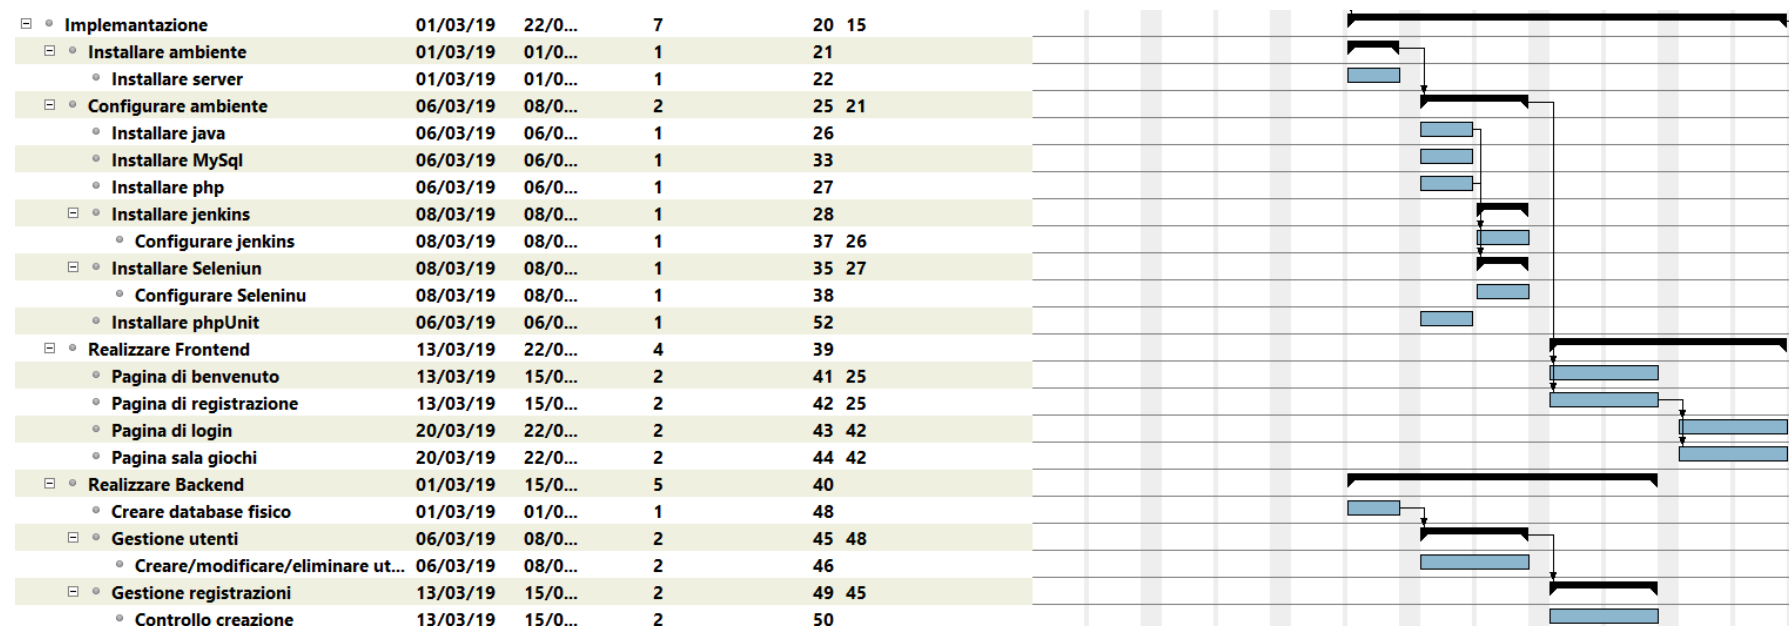 Implemantazione 01/03/19 22/0... 7 20 15
Installare ambiente 01/03/19 01/0... 1 21
Installare server 01/03/19 01/0... 1 22
Configurare ambiente 06/03/19 08/0... 2 25 21
Installare java 06/03/19 06/0... 1 26
Installare MySql 06/03/19 06/0... 1 33
Installare php 06/03/19 06/0... 1 27
Installare jenkins 08/03/19 08/0... 1 28
Configurare jenkins 08/03/19 08/0... 1 37 26
Installare Seleniun 08/03/19 08/0... 1 35 27
Configurare Seleninu 08/03/19 08/0... 1 38
Installare phpUnit 06/03/19 06/0... 1 52
Realizzare Frontend 13/03/19 22/0... 4 39
Pagina di benvenuto 13/03/19 15/0... 2 41 25
Pagina di registrazione 13/03/19 15/0... 2 42 25
Pagina di login 20/03/19 22/0... 2 43 42
Pagina sala giochi 20/03/19 22/0... 2 44 42
Realizzare Backend 01/03/19 15/0... 5 40
Creare database fisico 01/03/19 01/0... 1 48
Gestione utenti 06/03/19 08/0... 2 45 48
Creare/modificare/eliminare ut... 06/03/19 08/0... 2 46
Gestione registrazioni 13/03/19 15/0... 2 49 45
Controllo creazione 13/03/19 15/0... 2 50